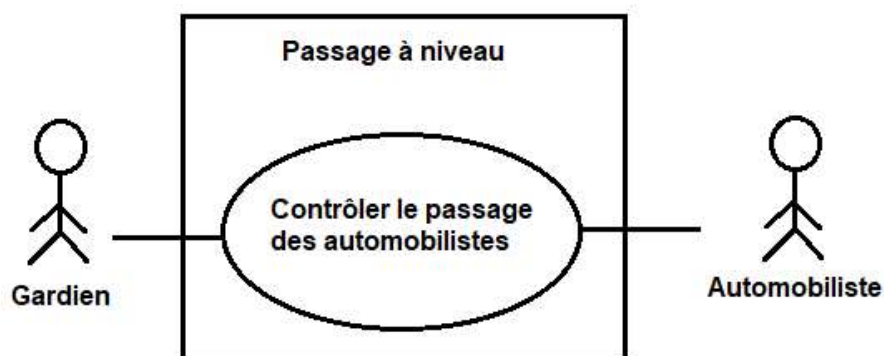 Passage à niveau
Contrôler le passage
des automobilistes
Gardien
Automobiliste